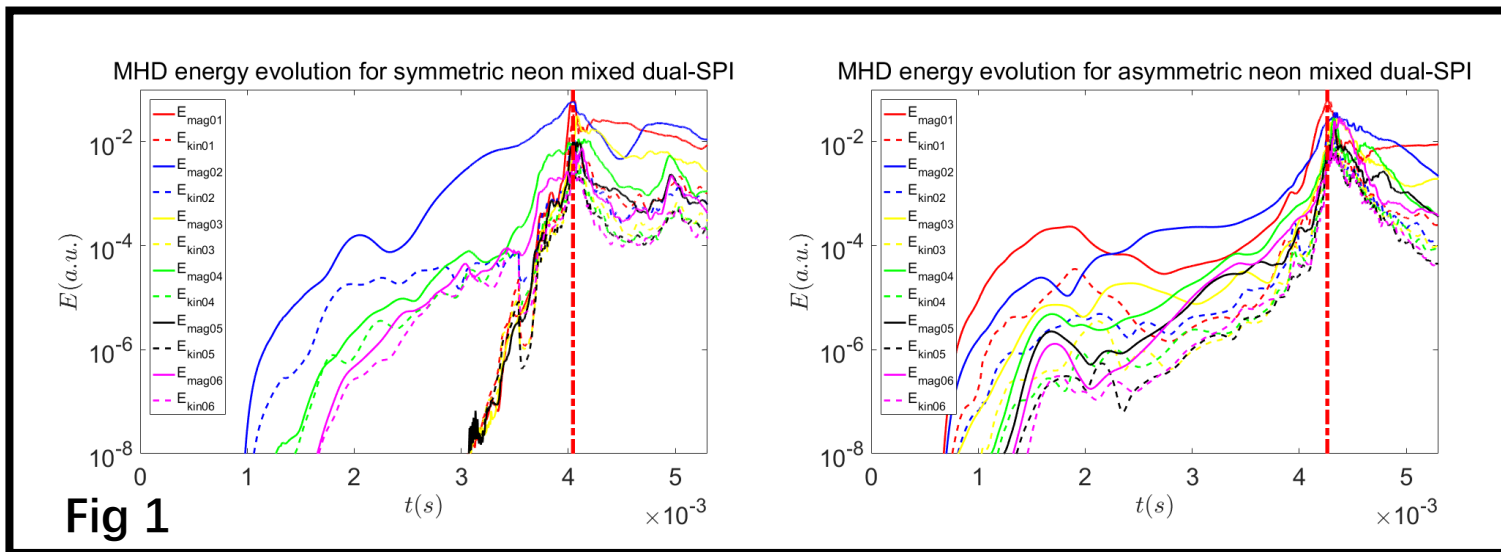 MHD energy evolution for symmetric neon mixed dual-SPI
E_mag01
E_kin01
E_mag02
E_kin02
E_mag03
E_kin03
E_mag04
E_kin04
E_mag05
E_kin05
E_mag06
E_kin06
10^-2
10^-4
10^-6
10^-8
E(a.u.)
0 1 2 3 4 5
t(s)
×10^-3
MHD energy evolution for asymmetric neon mixed dual-SPI
E_mag01
E_kin01
E_mag02
E_kin02
E_mag03
E_kin03
E_mag04
E_kin04
E_mag05
E_kin05
E_mag06
E_kin06
10^-2
10^-4
10^-6
10^-8
E(a.u.)
0 1 2 3 4 5
t(s)
×10^-3
Fig 1